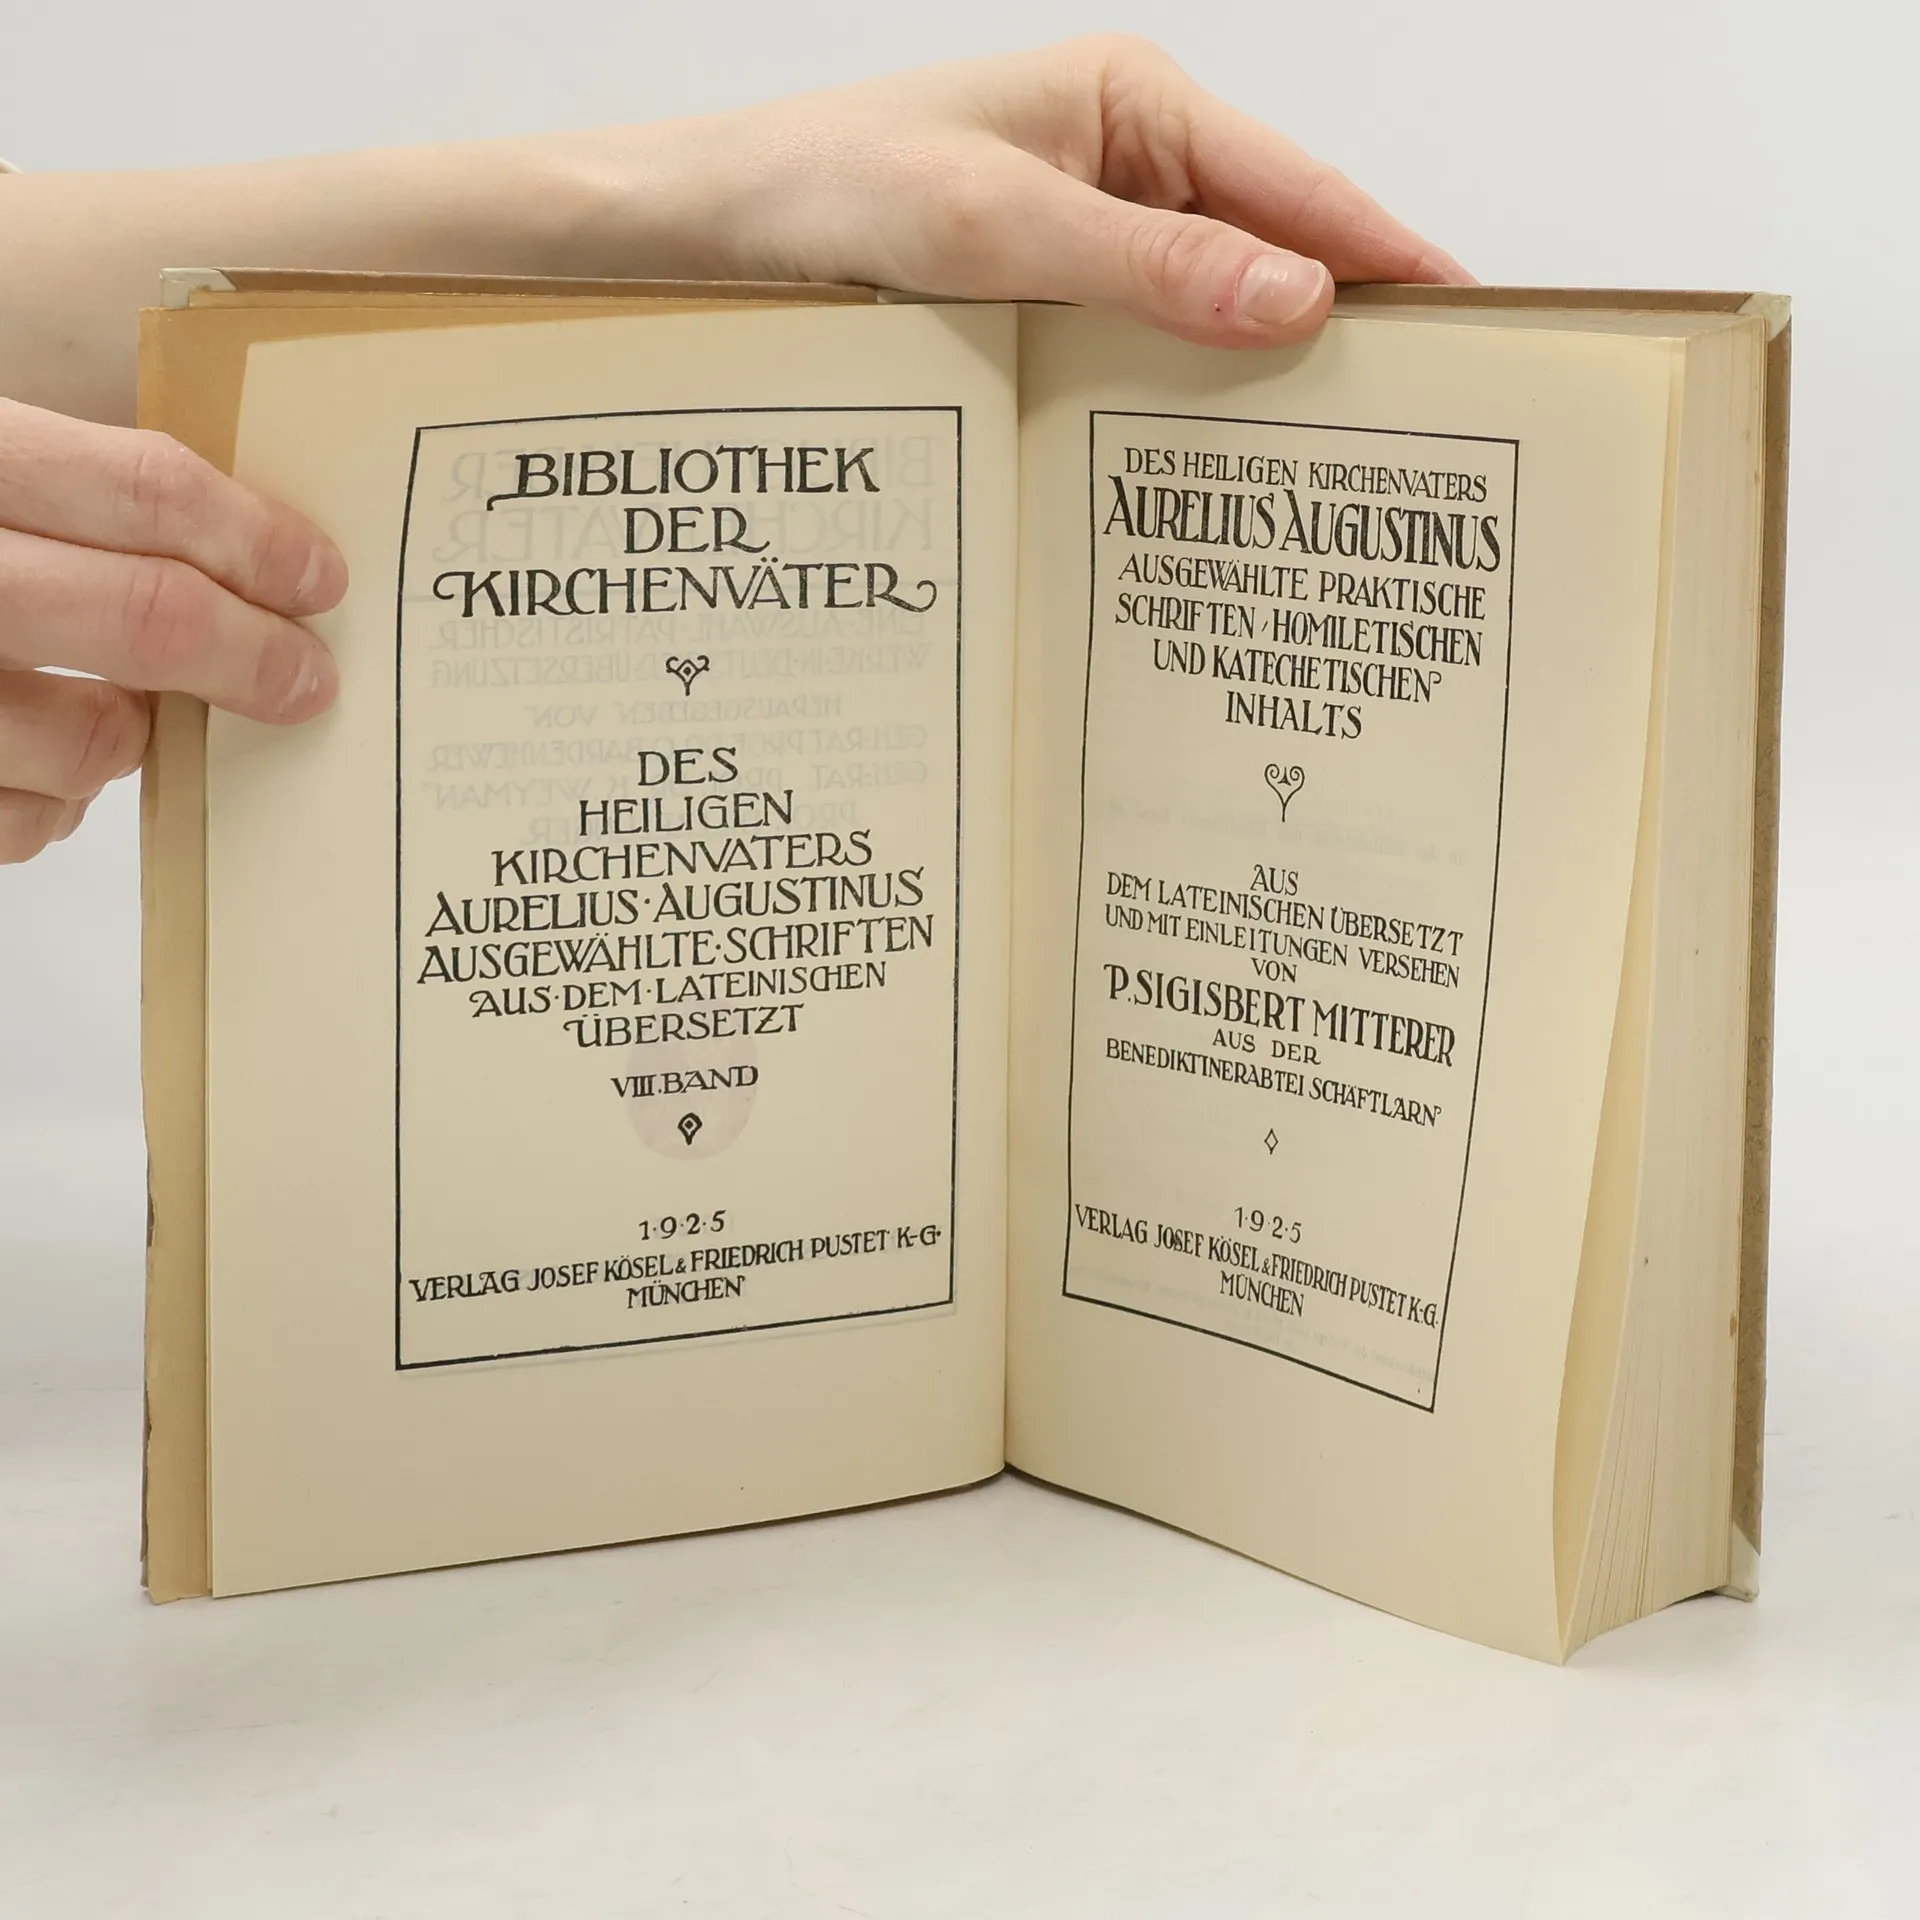 BIBLIOTHEK
DER
KIRCHENVÄTER
DES
HEILIGEN
KIRCHENVATERS
AURELIUS·AUGUSTINUS
AUSGEWÄHLTE·SCHRIFTEN
AUS·DEM·LATEINISCHEN
ÜBERSETZT
VIII.BAND
1·9·2·5
VERLAG JOSEF KÖSEL & FRIEDRICH PUSTET K-G·
MÜNCHEN
DES HEILIGEN KIRCHENVATERS
AURELIUS AUGUSTINUS
AUSGEWÄHLTE PRAKTISCHE
SCHRIFTEN, HOMILETISCHEN
UND KATECHETISCHEN
INHALTS
AUS
DEM LATEINISCHEN ÜBERSETZT
UND MIT EINLEITUNGEN VERSEHEN
VON
P. SIGISBERT MITTERER
AUS DER
BENEDIKTINERABTEI SCHÄFTLARN
1·9·2·5
VERLAG JOSEF KÖSEL & FRIEDRICH PUSTET K-G.
MÜNCHEN